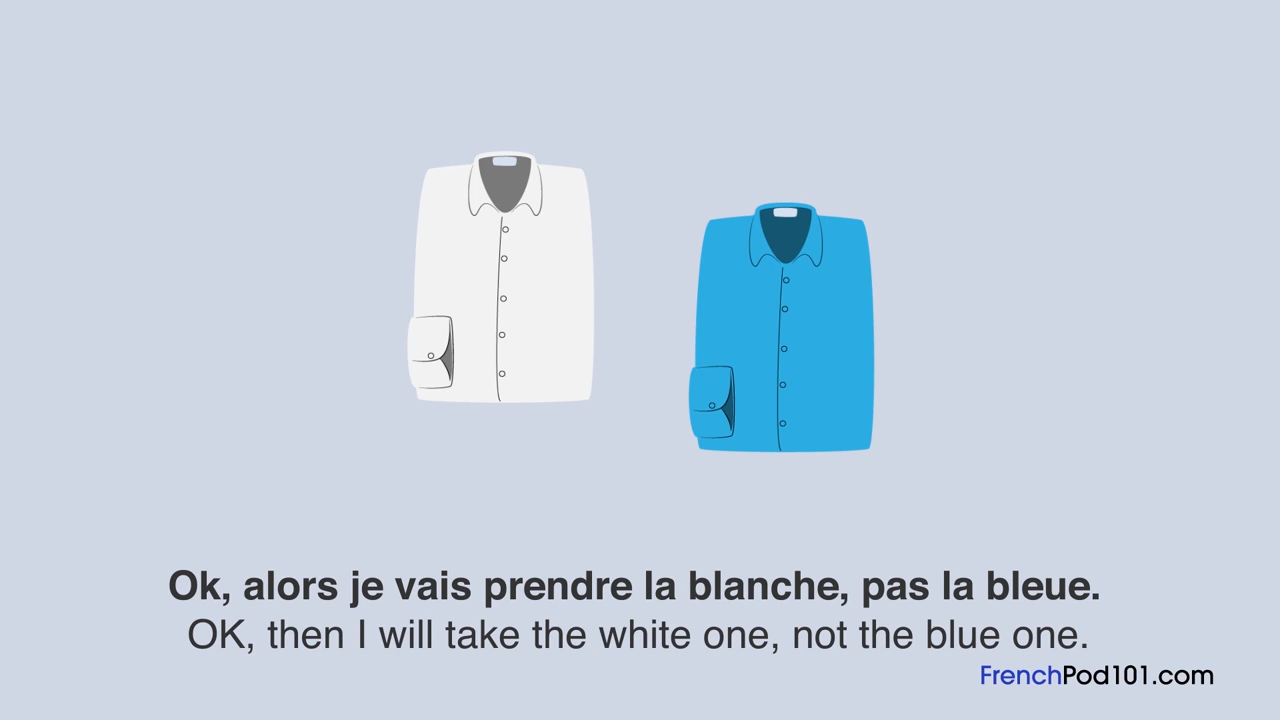 Ok, alors je vais prendre la blanche, pas la bleue.
OK, then I will take the white one, not the blue one.
FrenchPod101.com